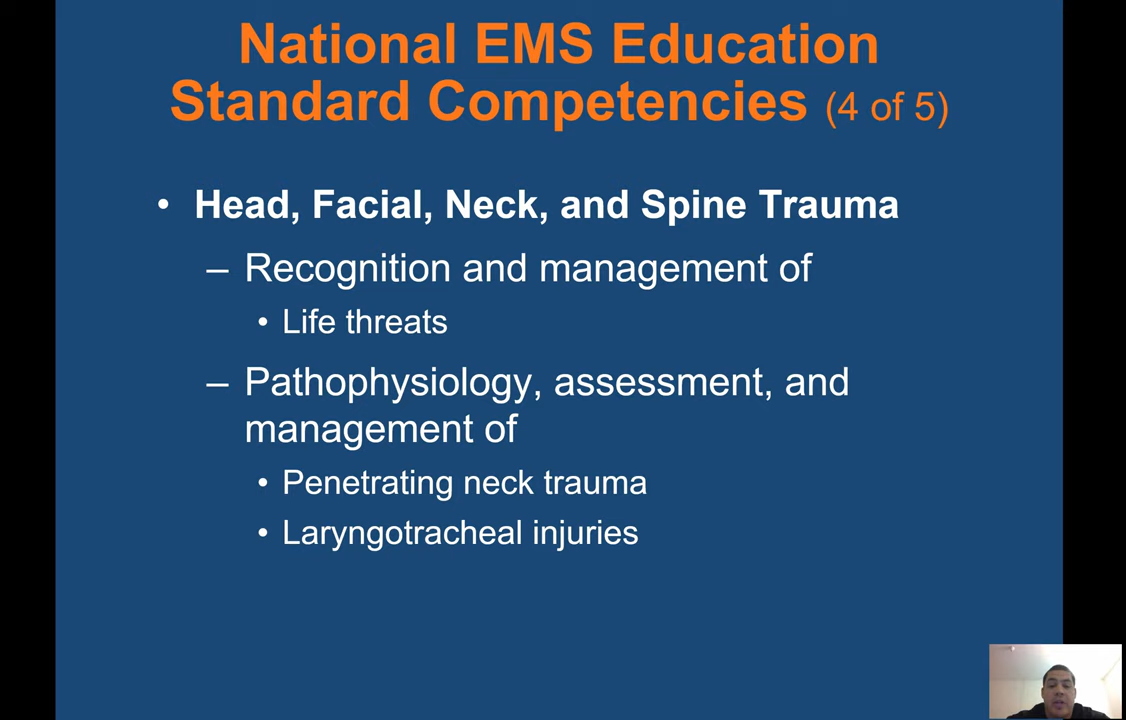 National EMS Education
Standard Competencies (4 of 5)
• Head, Facial, Neck, and Spine Trauma
– Recognition and management of
• Life threats
– Pathophysiology, assessment, and
management of
• Penetrating neck trauma
• Laryngotracheal injuries